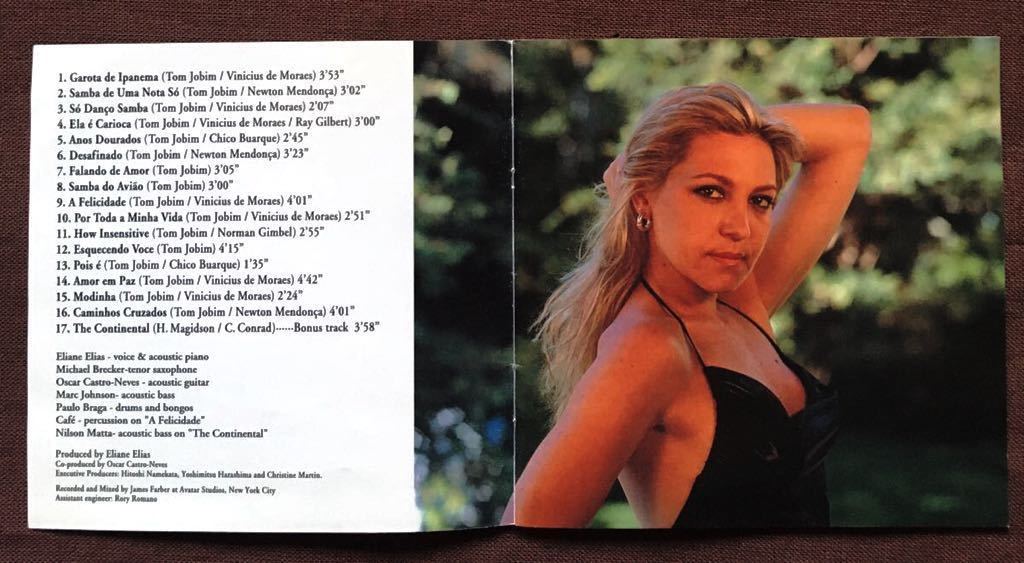 1. Garota de Ipanema (Tom Jobim / Vinicius de Moraes) 3'53"
2. Samba de Uma Nota Só (Tom Jobim / Newton Mendonça) 3'02"
3. Só Danço Samba (Tom Jobim / Vinicius de Moraes) 2'07"
4. Ela é Carioca (Tom Jobim / Vinicius de Moraes / Ray Gilbert) 3'00"
5. Anos Dourados (Tom Jobim / Chico Buarque) 2'45"
6. Desafinado (Tom Jobim / Newton Mendonça) 3'23"
7. Falando de Amor (Tom Jobim) 3'05"
8. Samba do Avião (Tom Jobim) 3'00"
9. A Felicidade (Tom Jobim / Vinicius de Moraes) 4'01"
10. Por Toda a Minha Vida (Tom Jobim / Vinicius de Moraes) 2'51"
11. How Insensitive (Tom Jobim / Norman Gimbel) 2'55"
12. Esquecendo Voce (Tom Jobim) 4'15"
13. Pois é (Tom Jobim / Chico Buarque) 1'35"
14. Amor em Paz (Tom Jobim / Vinicius de Moraes) 4'42"
15. Modinha (Tom Jobim / Vinicius de Moraes) 2'24"
16. Caminhos Cruzados (Tom Jobim / Newton Mendonça) 4'01"
17. The Continental (H. Magidson / C. Conrad)------Bonus track 3'58"
Eliane Elias - voice & acoustic piano
Michael Brecker-tenor saxophone
Oscar Castro-Neves - acoustic guitar
Marc Johnson- acoustic bass
Paulo Braga - drums and bongos
Café - percussion on "A Felicidade"
Nilson Matta- acoustic bass on "The Continental"
Produced by Eliane Elias
Co-produced by Oscar Castro-Neves
Executive Producers: Hitoshi Namekata, Yoshimitsu Harashima and Christine Martin.
Recorded and Mixed by James Farber at Avatar Studios, New York City
Assistant engineer: Rory Romano